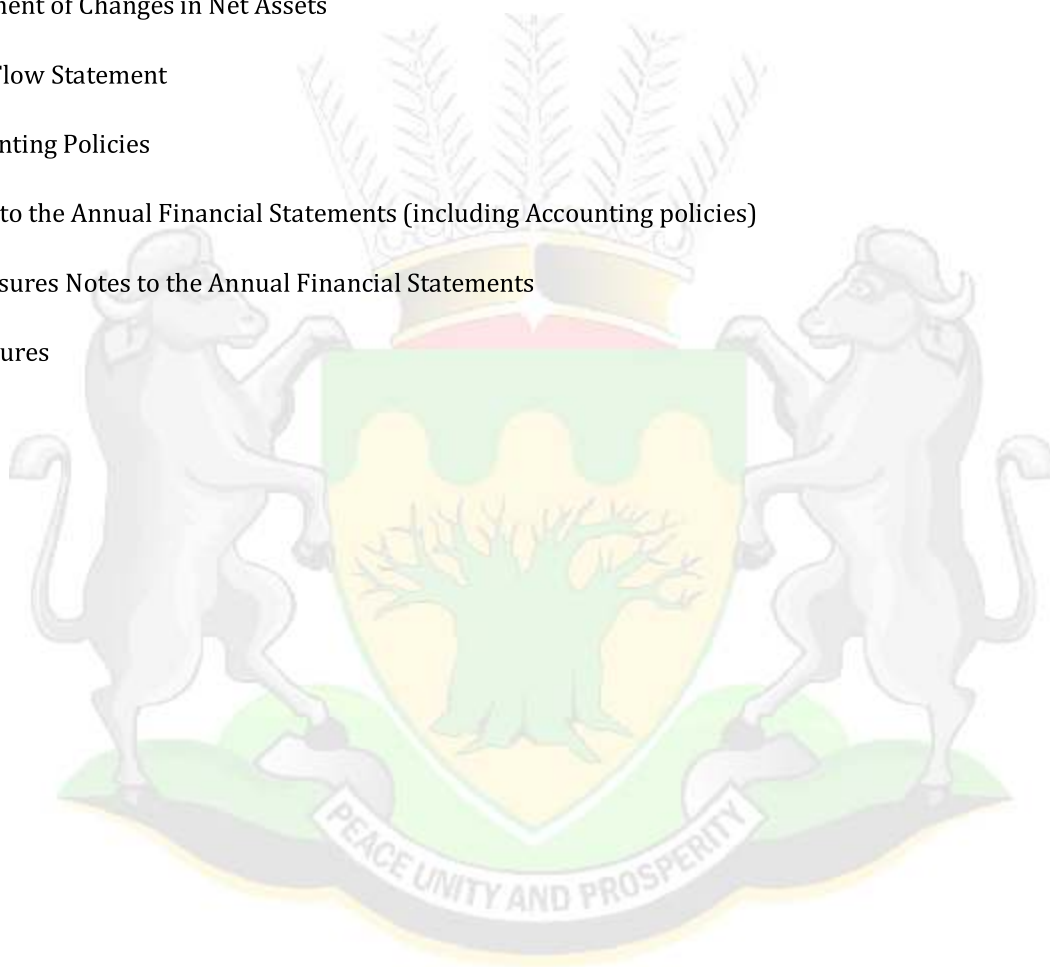 nent of Changes in Net Assets
Flow Statement
nting Policies
to the Annual Financial Statements (including Accounting policies)
sures Notes to the Annual Financial Statements
ures
PEACE UNITY AND PROSPERITY